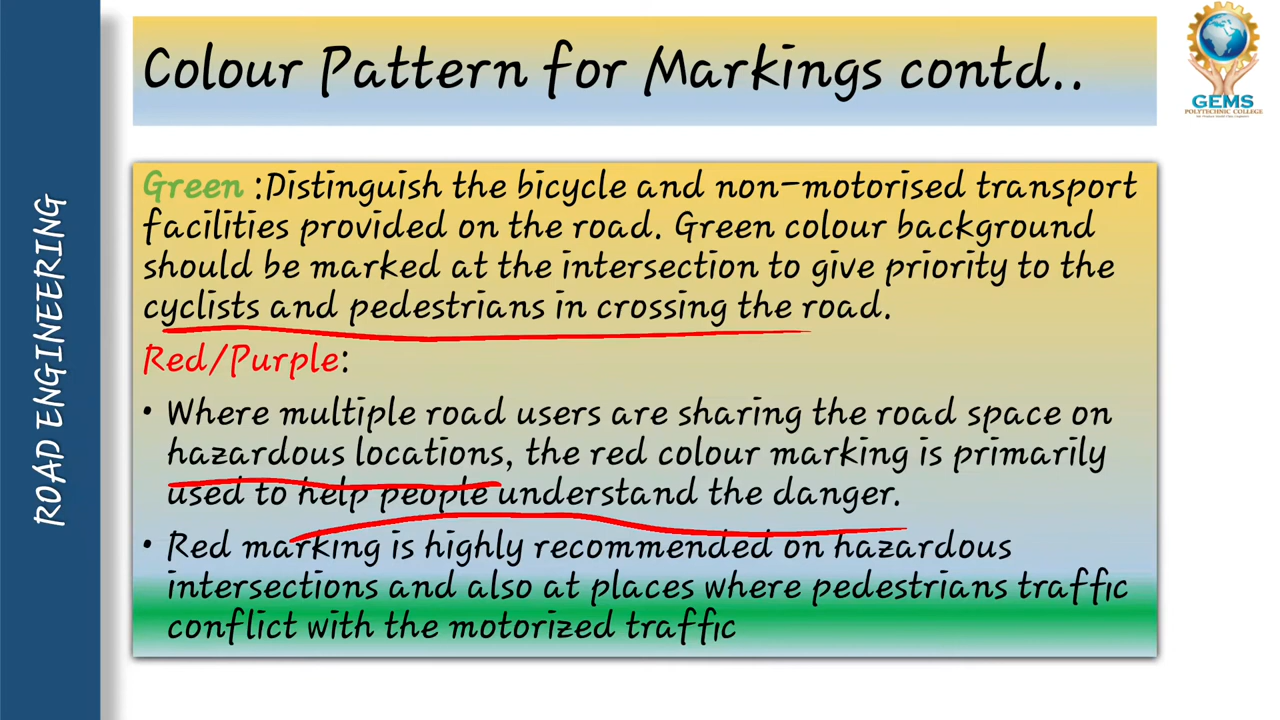 Colour Pattern for Markings contd..
GEMS
POLYTECHNIC COLLEGE
ROAD ENGINEERING
Green :Distinguish the bicycle and non-motorised transport
facilities provided on the road. Green colour background
should be marked at the intersection to give priority to the
cyclists and pedestrians in crossing the road.
Red/Purple:
• Where multiple road users are sharing the road space on
hazardous locations, the red colour marking is primarily
used to help people understand the danger.
• Red marking is highly recommended on hazardous
intersections and also at places where pedestrians traffic
conflict with the motorized traffic